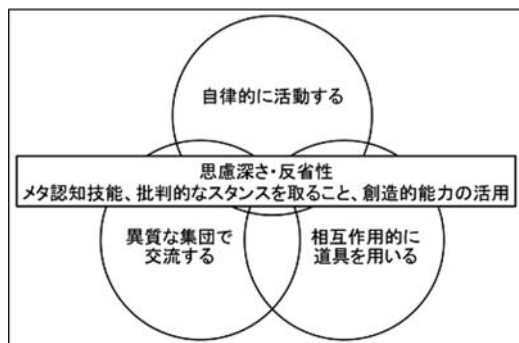 自律的に活動する
思慮深さ・反省性
メタ認知技能、批判的なスタンスを取ること、創造的能力の活用
異質な集団で
交流する
相互作用的に
道具を用いる